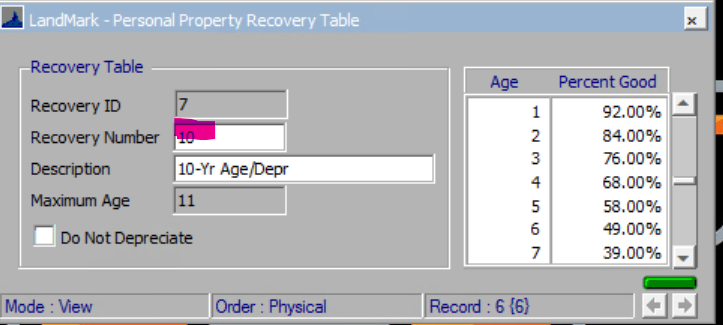 LandMark - Personal Property Recovery Table
Recovery Table
Recovery ID 7
Recovery Number 10
Description 10-Yr Age/Depr
Maximum Age 11
Do Not Depreciate
Age Percent Good
1 92.00%
2 84.00%
3 76.00%
4 68.00%
5 58.00%
6 49.00%
7 39.00%
Mode : View Order : Physical Record : 6 {6}